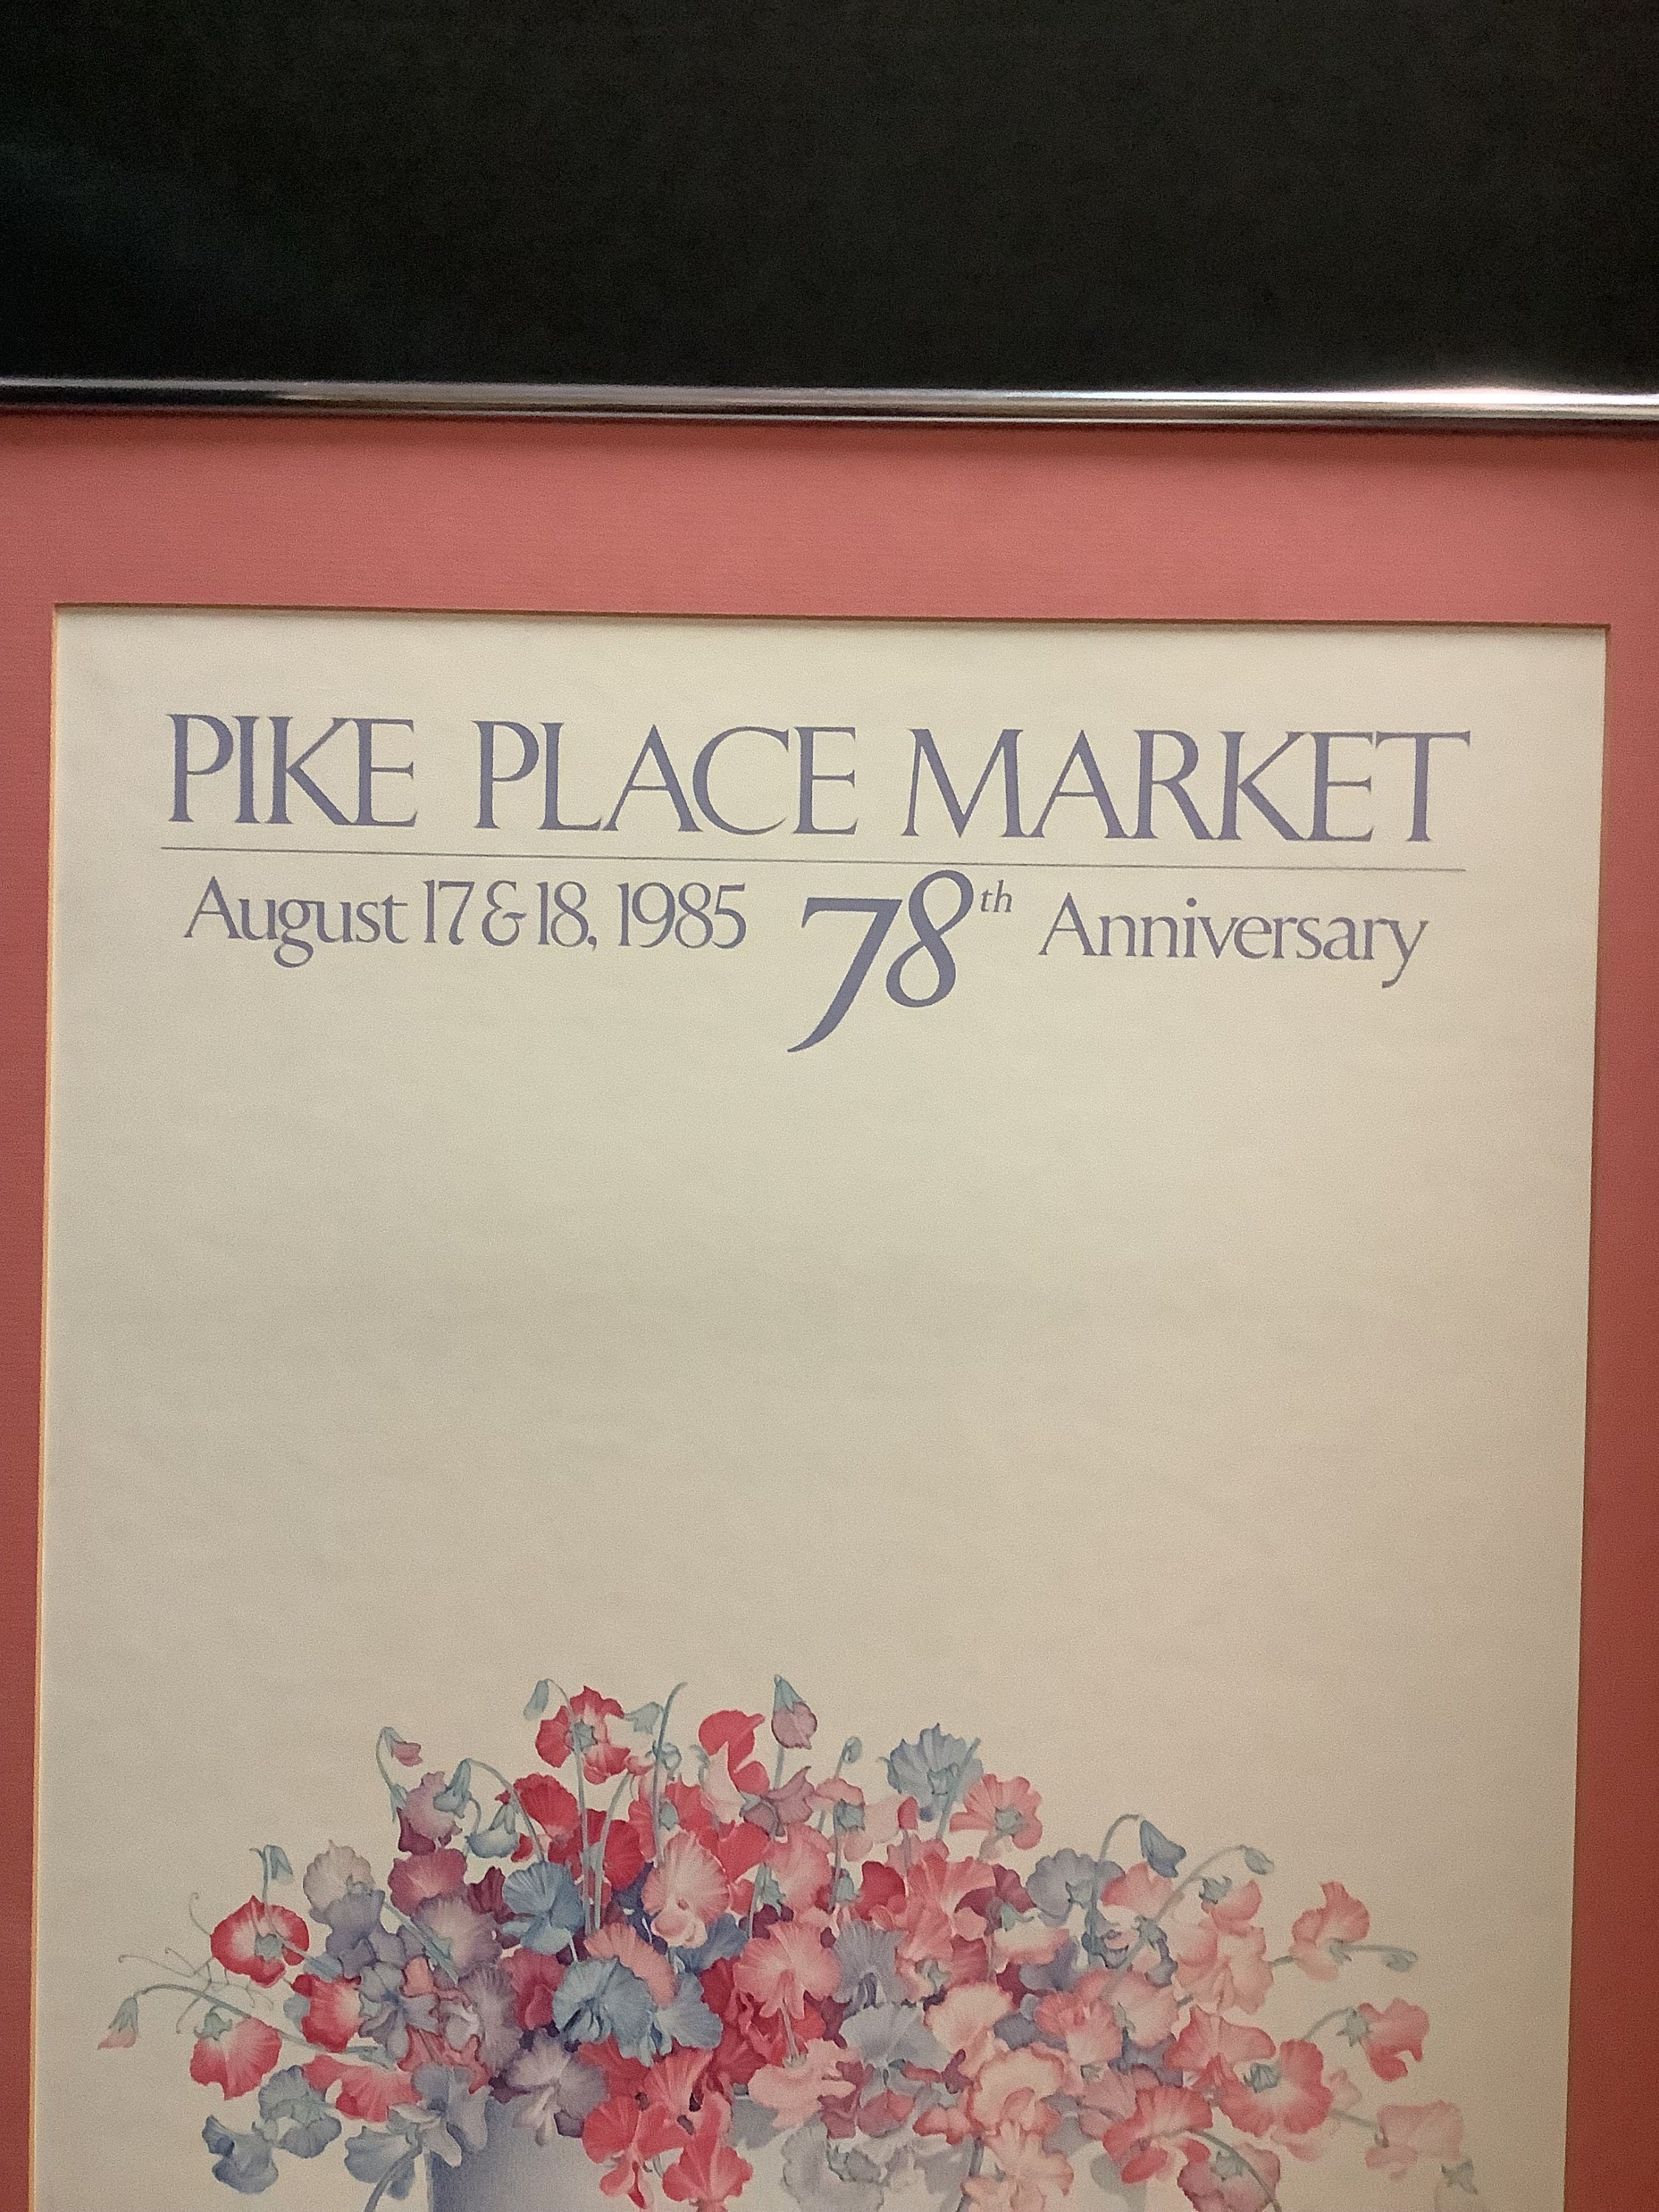 PIKE PLACE MARKET
August 17 & 18, 1985 78th Anniversary